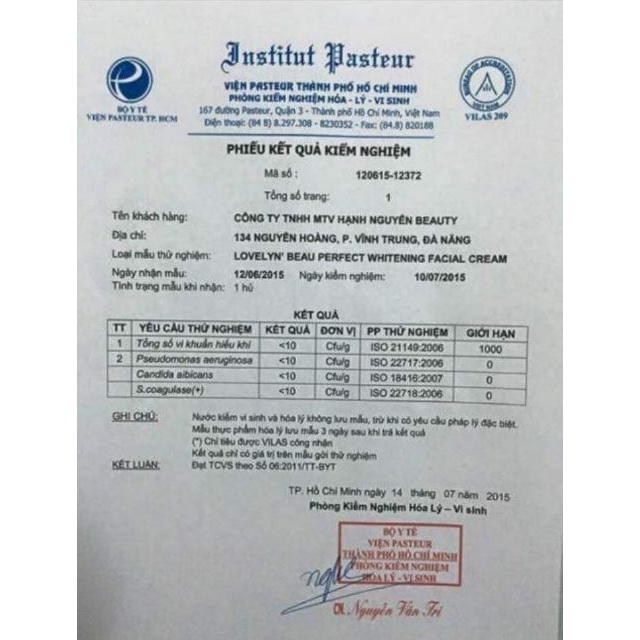 Institut Pasteur
VIỆN PASTEUR THÀNH PHỐ HỒ CHÍ MINH
PHÒNG KIỂM NGHIỆM HÓA - LÝ - VI SINH
167 đường Pasteur, Quận 3 - Thành phố Hồ Chí Minh, Việt Nam
Điện thoại: (84 8) 8.297.308 - 8230352 - Fax: (84.8) 820188
BỘ Y TẾ
VIỆN PASTEUR TP. HCM
BUREAU OF ACCREDITATION
VIET NAM
VILAS 209
PHIẾU KẾT QUẢ KIỂM NGHIỆM
Mã số : 120615-12372
Tổng số trang: 1
Tên khách hàng: CÔNG TY TNHH MTV HẠNH NGUYÊN BEAUTY
Địa chỉ: 134 NGUYỄN HOÀNG, P. VĨNH TRUNG, ĐÀ NẴNG
Loại mẫu thử nghiệm: LOVELYN' BEAU PERFECT WHITENING FACIAL CREAM
Ngày nhận mẫu: 12/06/2015 Ngày kiểm nghiệm: 10/07/2015
Tình trạng mẫu khi nhận: 1 hủ
KẾT QUẢ
TT YÊU CẦU THỬ NGHIỆM KẾT QUẢ ĐƠN VỊ PP THỬ NGHIỆM GIỚI HẠN
1 Tổng số vi khuẩn hiếu khí <10 Cfu/g ISO 21149:2006 1000
2 Pseudomonas aeruginosa <10 Cfu/g ISO 22717:2006 0
Candida albicans <10 Cfu/g ISO 18416:2007 0
S.coagulase(+) <10 Cfu/g ISO 22718:2006 0
GHI CHÚ: Nước kiểm vi sinh và hóa lý không lưu mẫu, trừ khi có yêu cầu pháp lý đặc biệt.
Mẫu thực phẩm hóa lý lưu mẫu 3 ngày sau khi trả kết quả
(*) Chỉ tiêu được VILAS công nhận
Kết quả chỉ có giá trị trên mẫu gởi thử nghiệm
KẾT LUẬN: Đạt TCVS theo Số 06:2011/TT-BYT
TP. Hồ Chí Minh ngày 14 tháng 07 năm 2015
Phòng Kiểm Nghiệm Hóa Lý – Vi sinh
BỘ Y TẾ
VIỆN PASTEUR
THÀNH PHỐ HỒ CHÍ MINH
PHÒNG KIỂM NGHIỆM
HÓA LÝ - VI SINH
CN. Nguyễn Văn Trí